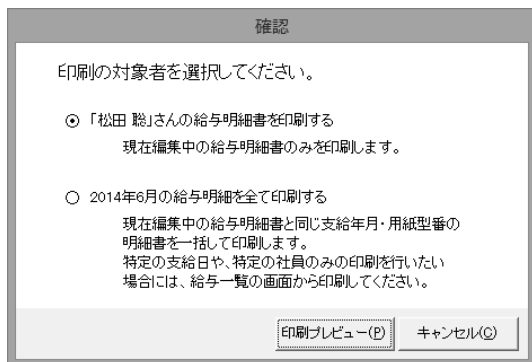 確認
印刷の対象者を選択してください。
「松田 聡」さんの給与明細書を印刷する
現在編集中の給与明細書のみを印刷します。
2014年6月の給与明細を全て印刷する
現在編集中の給与明細書と同じ支給年月・用紙型番の
明細書を一括して印刷します。
特定の支給日や、特定の社員のみの印刷を行いたい
場合には、給与一覧の画面から印刷してください。
印刷プレビュー(P)
キャンセル(C)